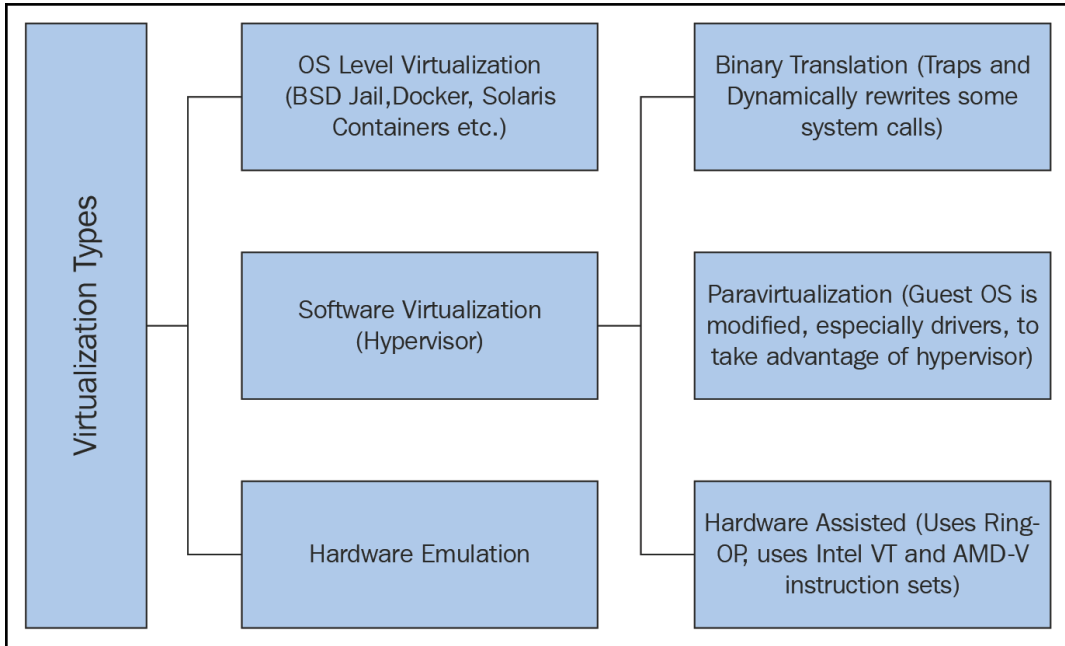 Virtualization Types
OS Level Virtualization
(BSD Jail,Docker, Solaris
Containers etc.)
Software Virtualization
(Hypervisor)
Hardware Emulation
Binary Translation (Traps and
Dynamically rewrites some
system calls)
Paravirtualization (Guest OS is
modified, especially drivers, to
take advantage of hypervisor)
Hardware Assisted (Uses Ring-
OP, uses Intel VT and AMD-V
instruction sets)